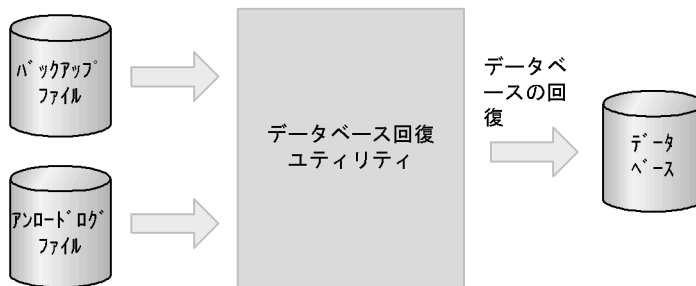 ﾊﾞｯｸｱｯﾌﾟ
ﾌｧｲﾙ
ｱﾝﾛｰﾄﾞﾛｸﾞ
ﾌｧｲﾙ
データベース回復
ユティリティ
データベ
ースの回
復
ﾃﾞｰﾀ
ﾍﾞｰｽ